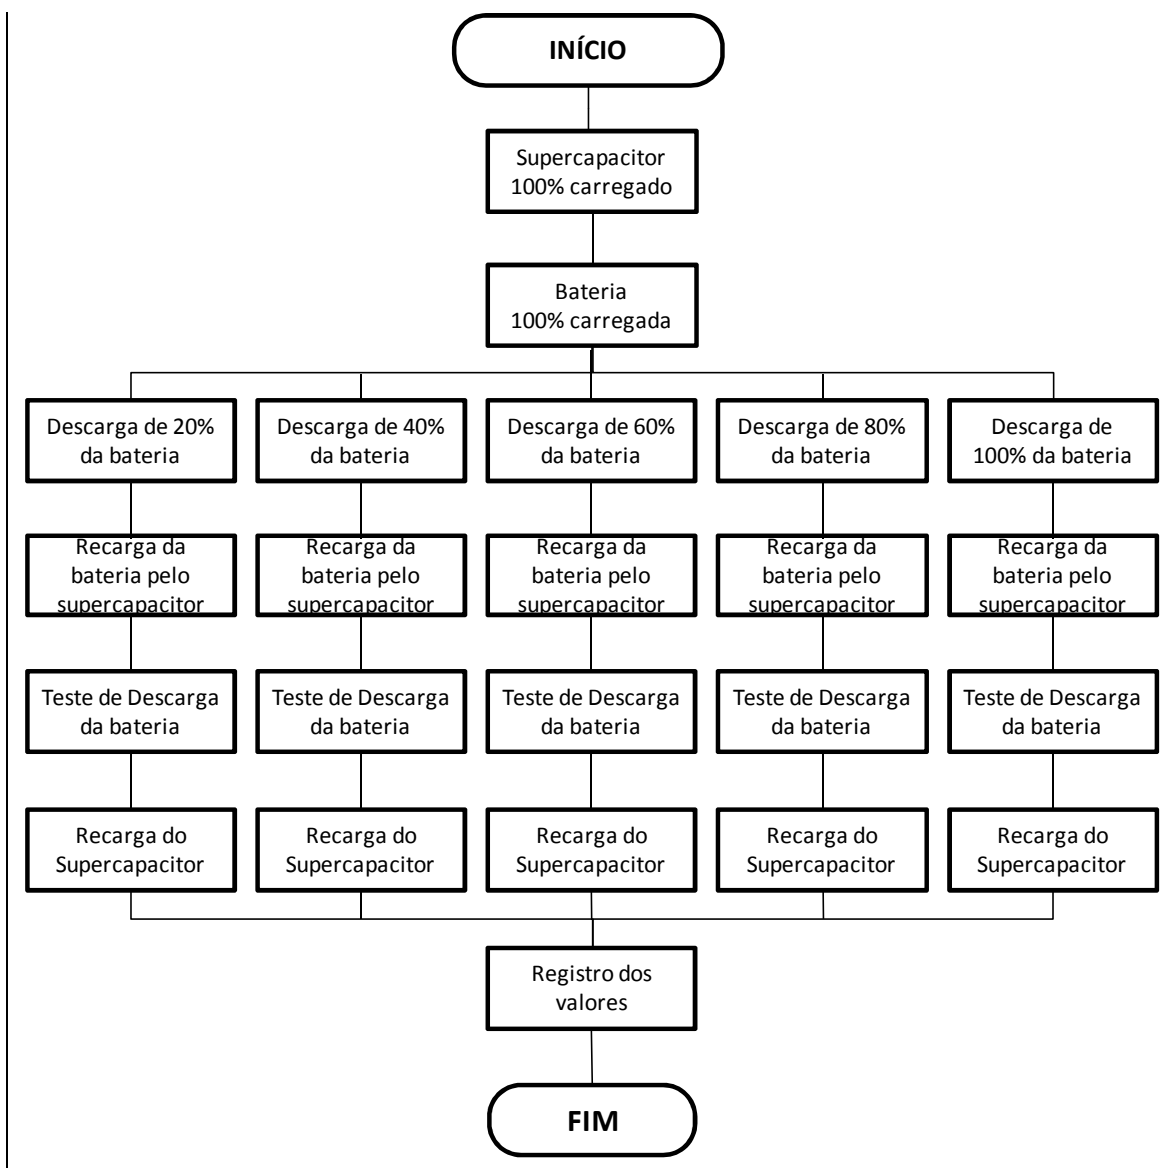 INÍCIO
Supercapacitor
100% carregado
Bateria
100% carregada
Descarga de 20%
da bateria
Descarga de 40%
da bateria
Descarga de 60%
da bateria
Descarga de 80%
da bateria
Descarga de
100% da bateria
Recarga da
bateria pelo
supercapacitor
Recarga da
bateria pelo
supercapacitor
Recarga da
bateria pelo
supercapacitor
Recarga da
bateria pelo
supercapacitor
Recarga da
bateria pelo
supercapacitor
Teste de Descarga
da bateria
Teste de Descarga
da bateria
Teste de Descarga
da bateria
Teste de Descarga
da bateria
Teste de Descarga
da bateria
Recarga do
Supercapacitor
Recarga do
Supercapacitor
Recarga do
Supercapacitor
Recarga do
Supercapacitor
Recarga do
Supercapacitor
Registro dos
valores
FIM